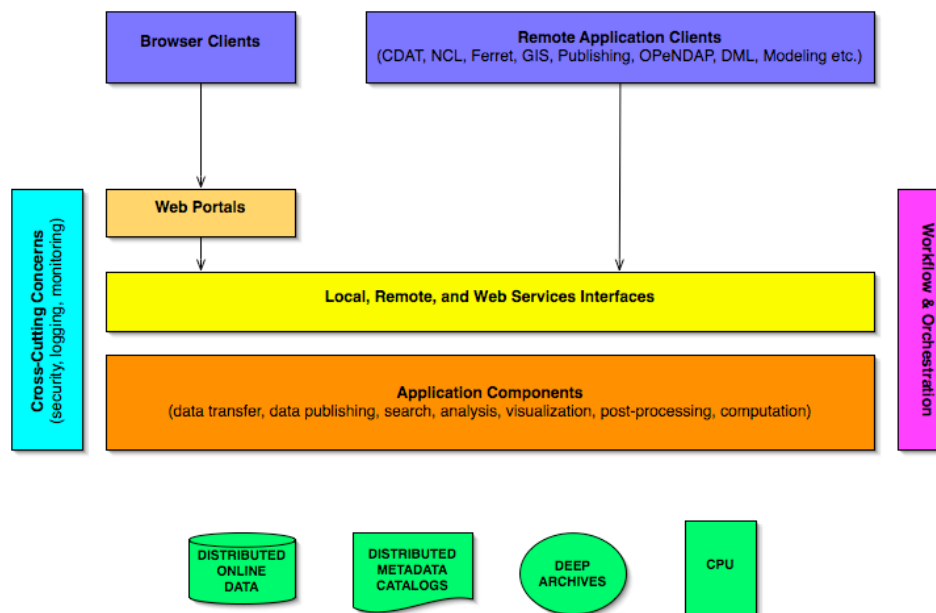 Browser Clients
Remote Application Clients
(CDAT, NCL, Ferret, GIS, Publishing, OPeNDAP, DML, Modeling etc.)
Cross-Cutting Concerns
(security, logging, monitoring)
Web Portals
Workflow & Orchestration
Local, Remote, and Web Services Interfaces
Application Components
(data transfer, data publishing, search, analysis, visualization, post-processing, computation)
DISTRIBUTED
ONLINE
DATA
DISTRIBUTED
METADATA
CATALOGS
DEEP
ARCHIVES
CPU